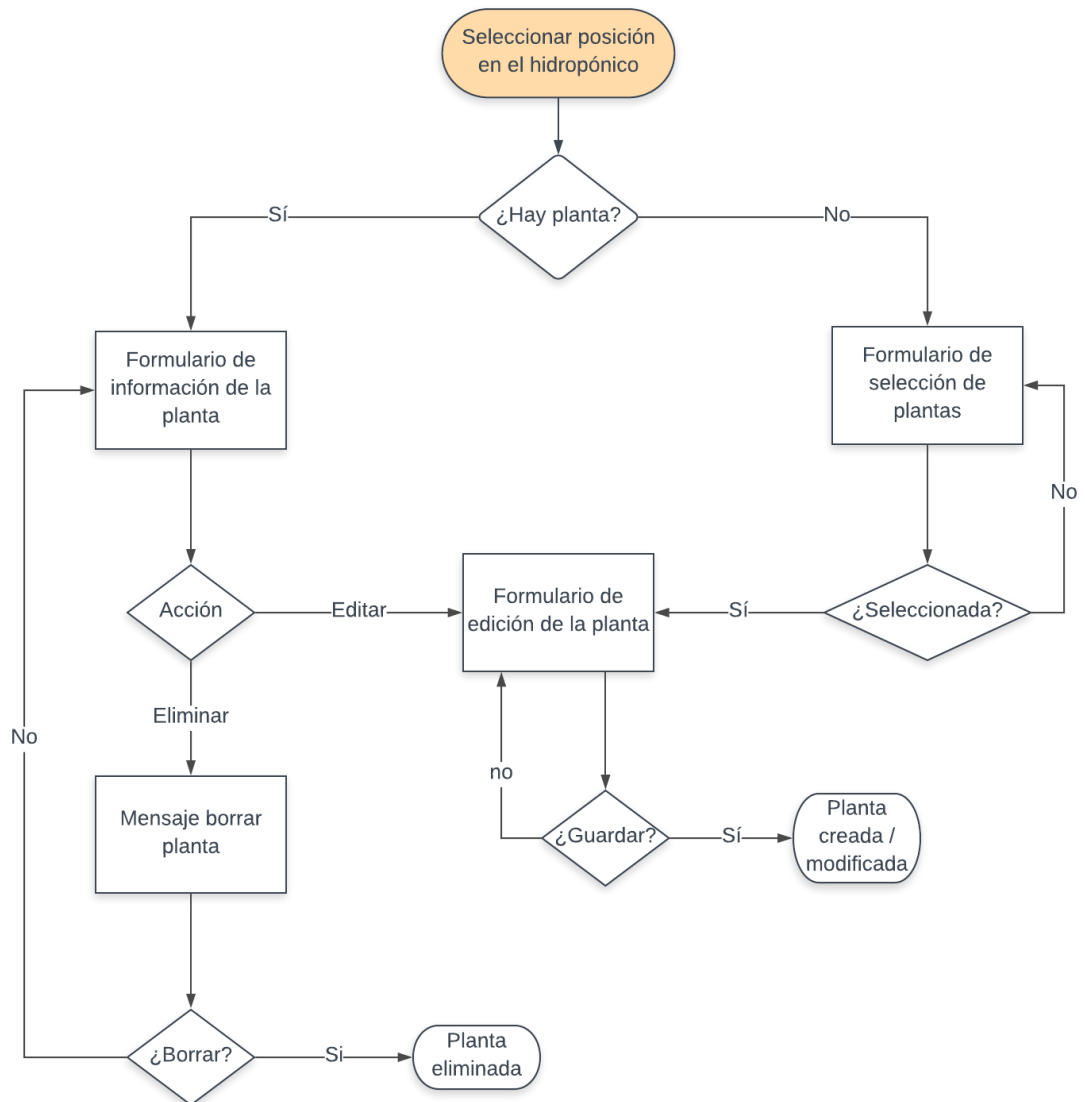 Seleccionar posición
en el hidropónico
¿Hay planta?
Sí
No
Formulario de
información de la
planta
Formulario de
selección de
plantas
No
Acción
Editar
Formulario de
edición de la planta
Sí
¿Seleccionada?
Eliminar
No
no
Mensaje borrar
planta
¿Guardar?
Sí
Planta
creada /
modificada
¿Borrar?
Si
Planta
eliminada